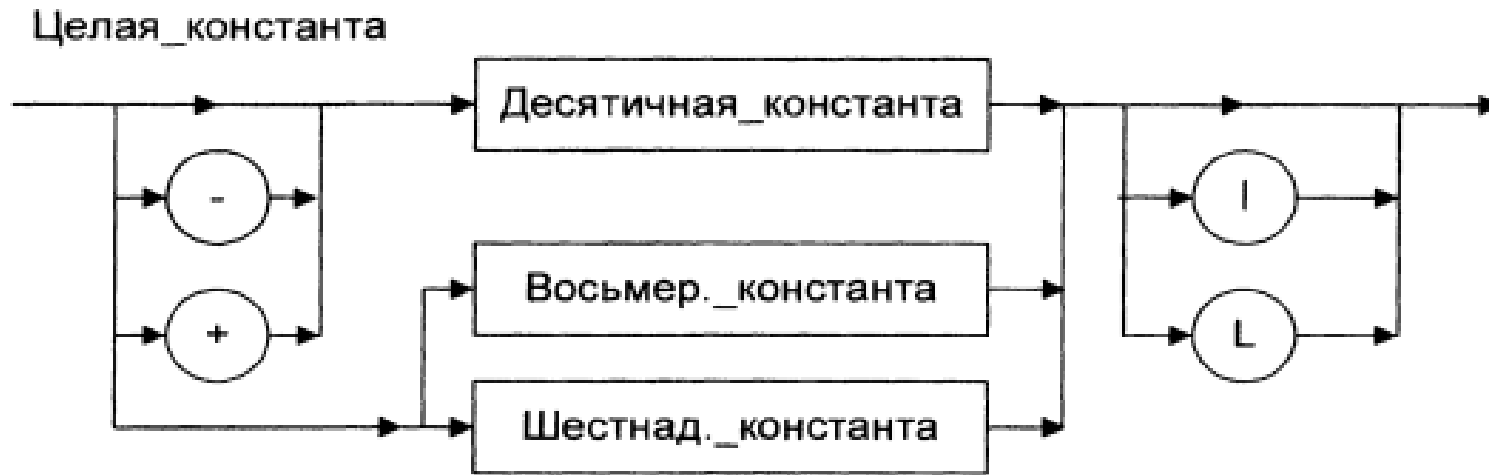 Целая_константа
Десятичная_константа
-
l
Восьмер._константа
+
L
Шестнад._константа